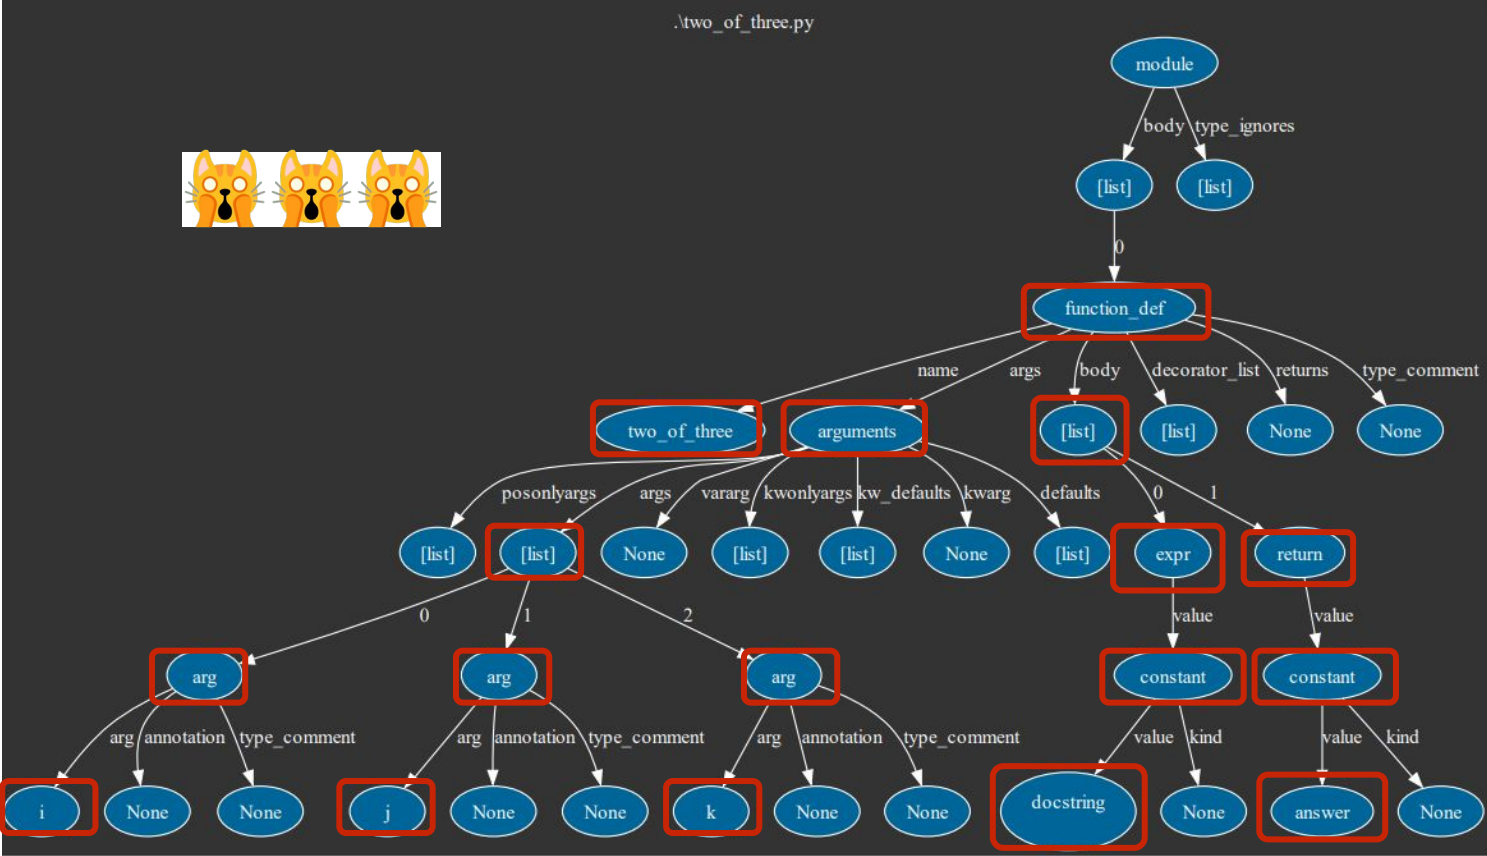 .\two_of_three.py
module
body type_ignores
[list] [list]
0
function_def
name args body decorator_list returns type_comment
two_of_three arguments [list] [list] None None
posonlyargs args vararg kwonlyargs kw_defaults kwarg defaults 0 1
[list] [list] None [list] [list] None [list] expr return
0 1 2 value value
arg arg arg constant constant
arg annotation type_comment arg annotation type_comment arg annotation type_comment value kind value kind
i None None j None None k None None docstring None answer None